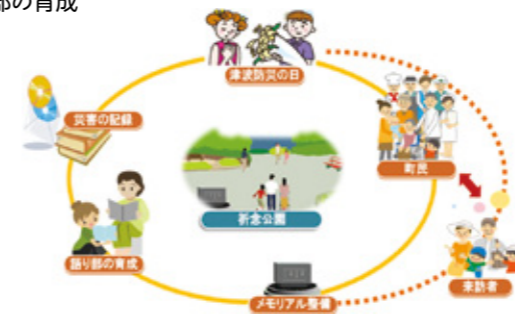 部の育成
津波防災の日
災害の記録
町民
祈念公園
語り部の育成
来訪者
メモリアル整備